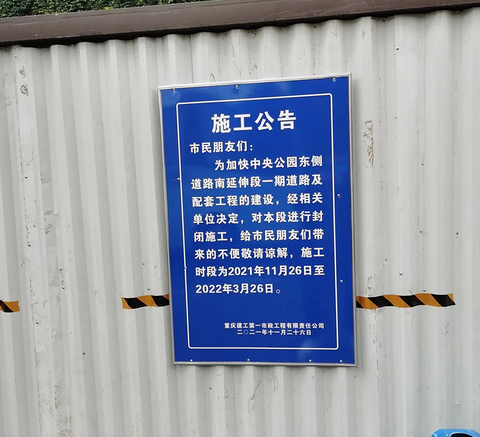 施工公告
市民朋友们：
为加快中央公园东侧
道路南延伸段一期道路及
配套工程的建设，经相关
单位决定，对本段进行封
闭施工，给市民朋友们带
来的不便敬请谅解，施工
时段为2021年11月26日至
2022年3月26日。
重庆建工第一市政工程有限责任公司
二〇二一年十一月二十六日